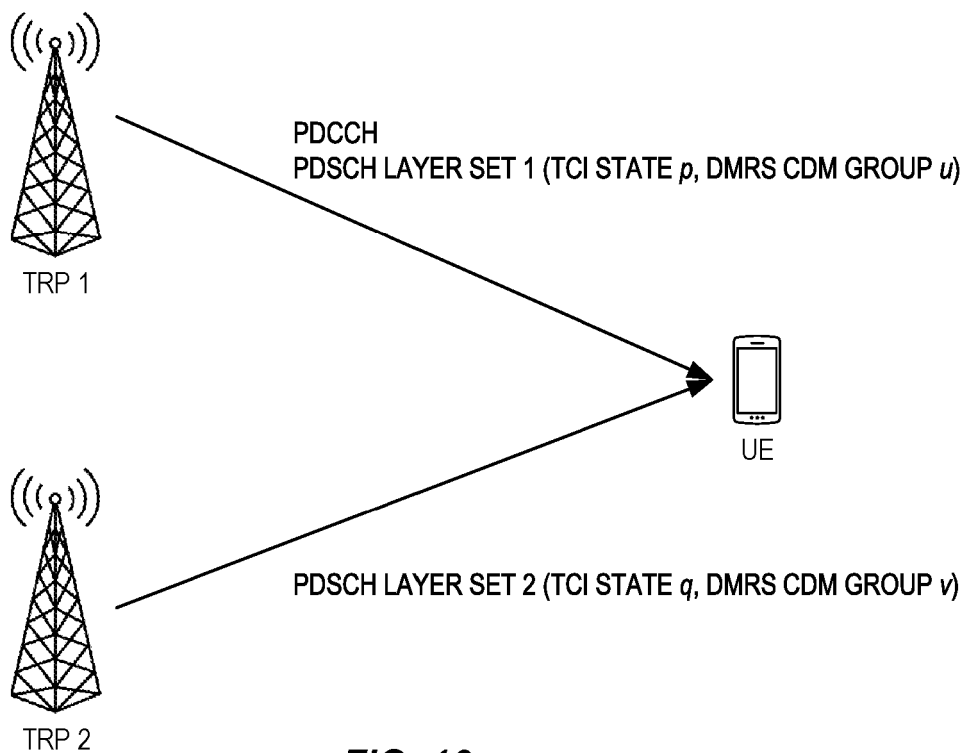 PDCCH
PDSCH LAYER SET 1 (TCI STATE p, DMRS CDM GROUP u)
TRP 1
UE
PDSCH LAYER SET 2 (TCI STATE q, DMRS CDM GROUP v)
TRP 2